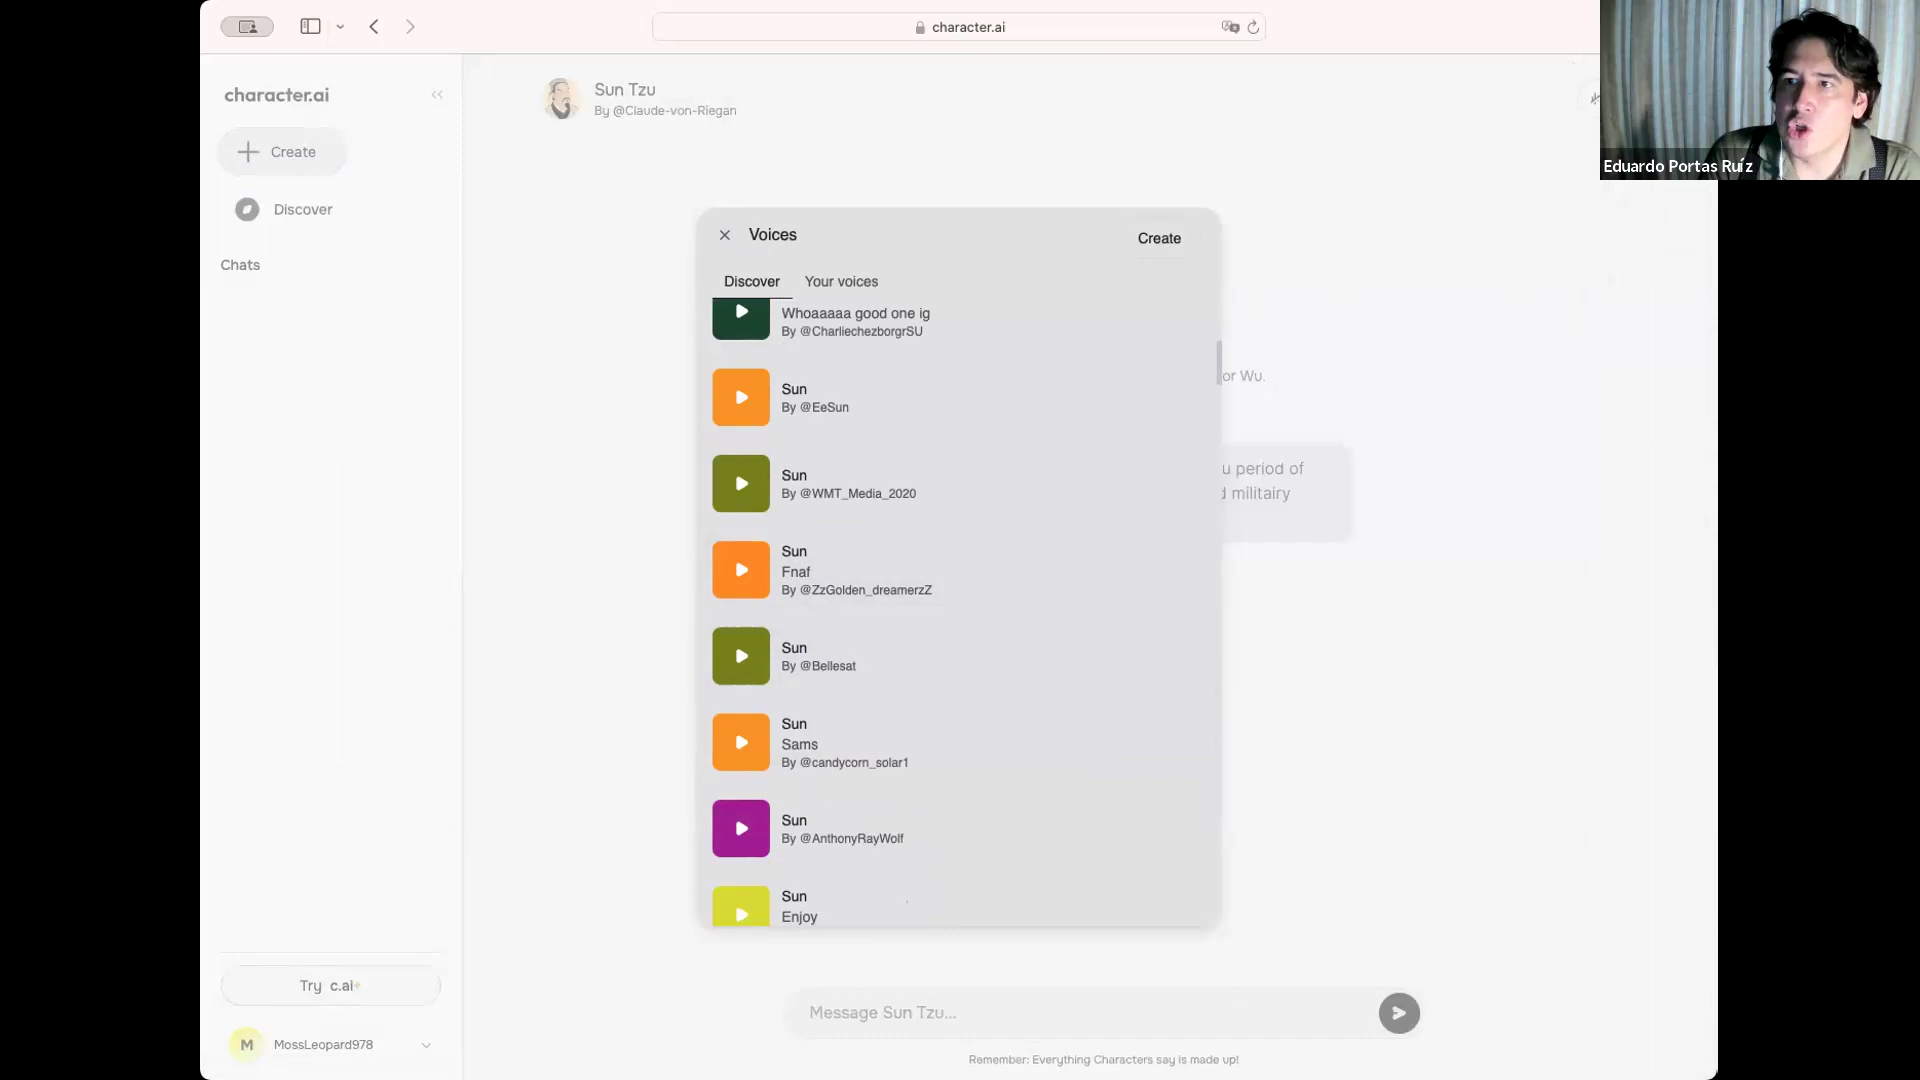 character.ai
character.ai
Create
Discover
Chats
Sun Tzu
By @Claude-von-Riegan
Eduardo Portas Ruíz
Voices
Create
Discover
Your voices
Whoaaaaa good one ig
By @CharliechezborgrSU
Sun
By @EeSun
Sun
By @WMT_Media_2020
Sun
Fnaf
By @ZzGolden_dreamerzZ
Sun
By @Bellesat
Sun
Sams
By @candycorn_solar1
Sun
By @AnthonyRayWolf
Sun
Enjoy
or Wu.
u period of
d militairy
Try c.ai+
M MossLeopard978
Message Sun Tzu...
Remember: Everything Characters say is made up!